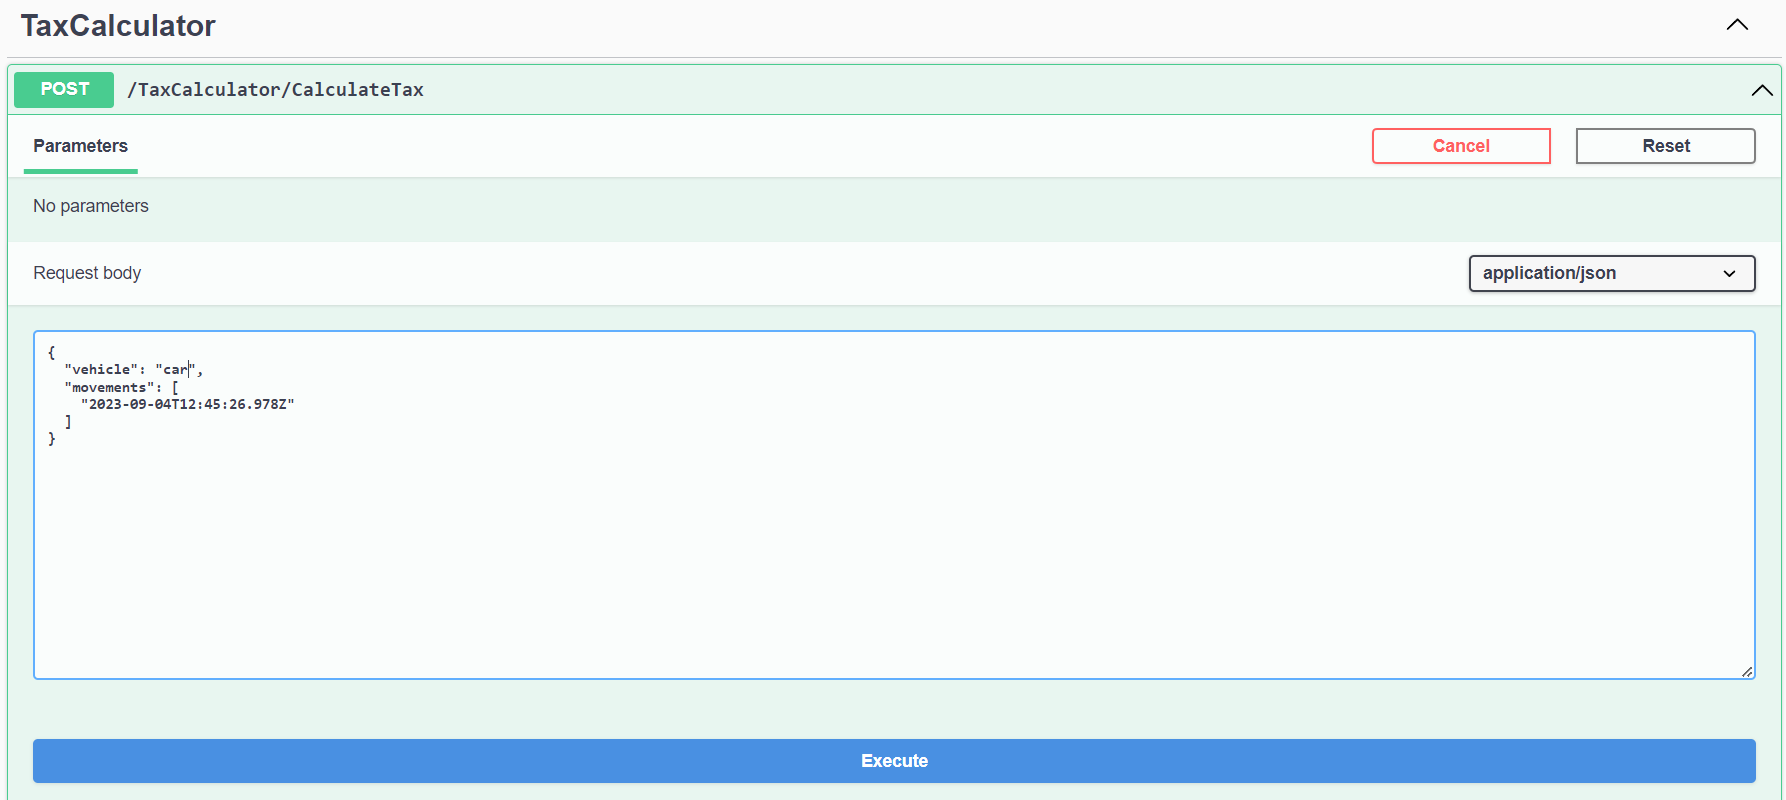 TaxCalculator
POST /TaxCalculator/CalculateTax
Parameters
Cancel
Reset
No parameters
Request body
application/json
{
  "vehicle": "car",
  "movements": [
    "2023-09-04T12:45:26.978Z"
  ]
}
Execute